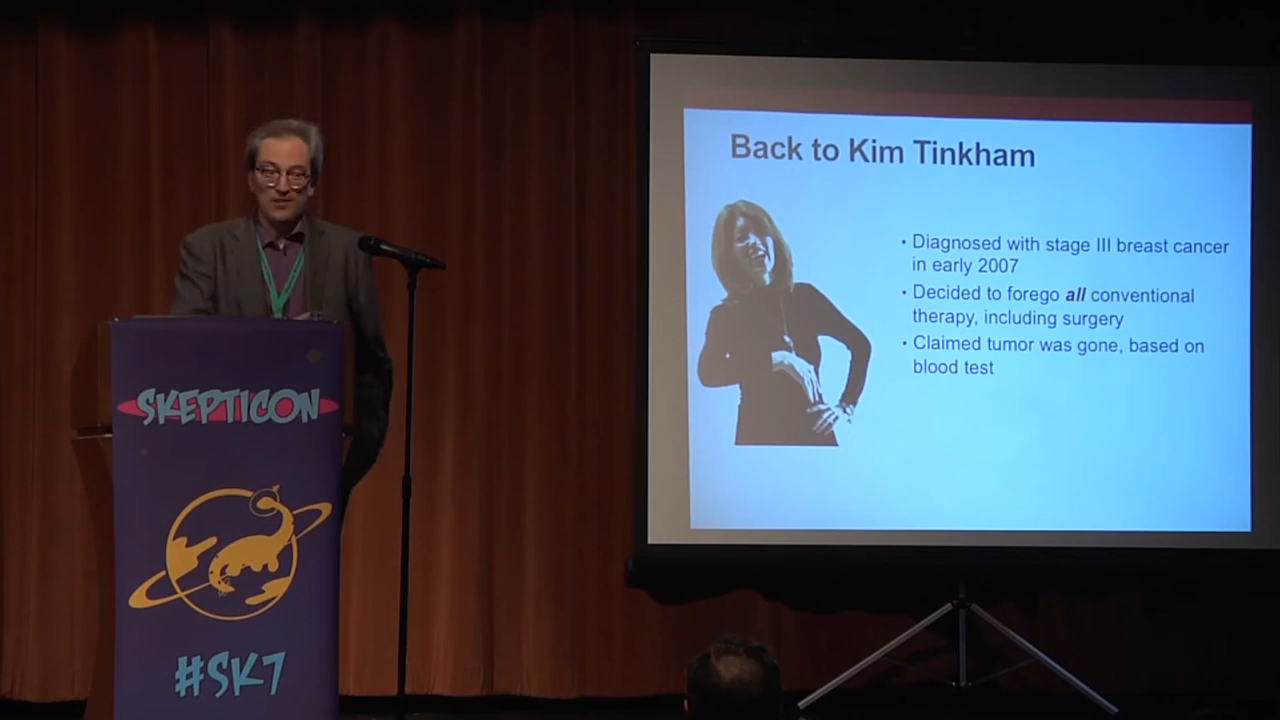 Back to Kim Tinkham
• Diagnosed with stage III breast cancer
in early 2007
• Decided to forego all conventional
therapy, including surgery
• Claimed tumor was gone, based on
blood test
SKEPTICON
#SK7